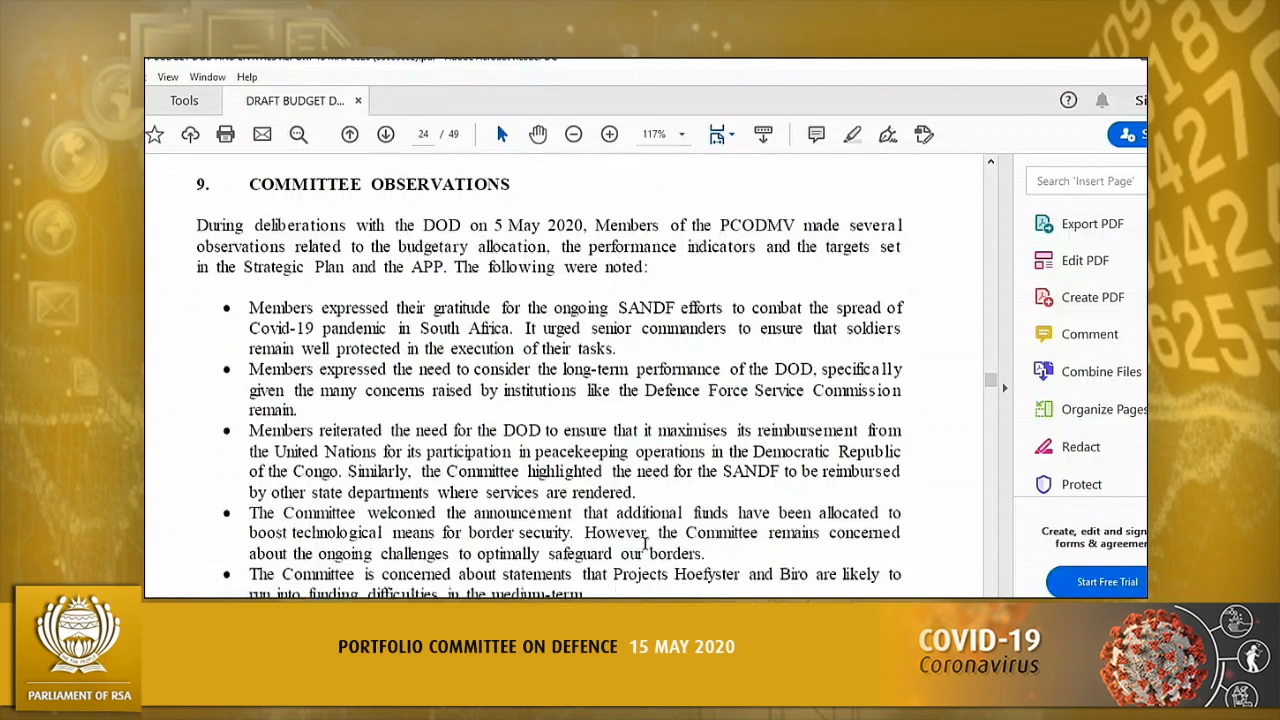 View Window Help
Tools DRAFT BUDGET D... ×
24 / 49 117%
9. COMMITTEE OBSERVATIONS
During deliberations with the DOD on 5 May 2020, Members of the PCODMV made several
observations related to the budgetary allocation, the performance indicators and the targets set
in the Strategic Plan and the APP. The following were noted:
• Members expressed their gratitude for the ongoing SANDF efforts to combat the spread of
Covid-19 pandemic in South Africa. It urged senior commanders to ensure that soldiers
remain well protected in the execution of their tasks.
• Members expressed the need to consider the long-term performance of the DOD, specifically
given the many concerns raised by institutions like the Defence Force Service Commission
remain.
• Members reiterated the need for the DOD to ensure that it maximises its reimbursement from
the United Nations for its participation in peacekeeping operations in the Democratic Republic
of the Congo. Similarly, the Committee highlighted the need for the SANDF to be reimbursed
by other state departments where services are rendered.
• The Committee welcomed the announcement that additional funds have been allocated to
boost technological means for border security. However, the Committee remains concerned
about the ongoing challenges to optimally safeguard our borders.
• The Committee is concerned about statements that Projects Hoefyster and Biro are likely to
run into funding difficulties in the medium-term
Search 'Insert Page'
Export PDF
Edit PDF
Create PDF
Comment
Combine Files
Organize Pages
Redact
Protect
Create, edit and sign
forms & agreemen
Start Free Trial
PORTFOLIO COMMITTEE ON DEFENCE 15 MAY 2020
COVID-19
Coronavirus
PARLIAMENT OF RSA